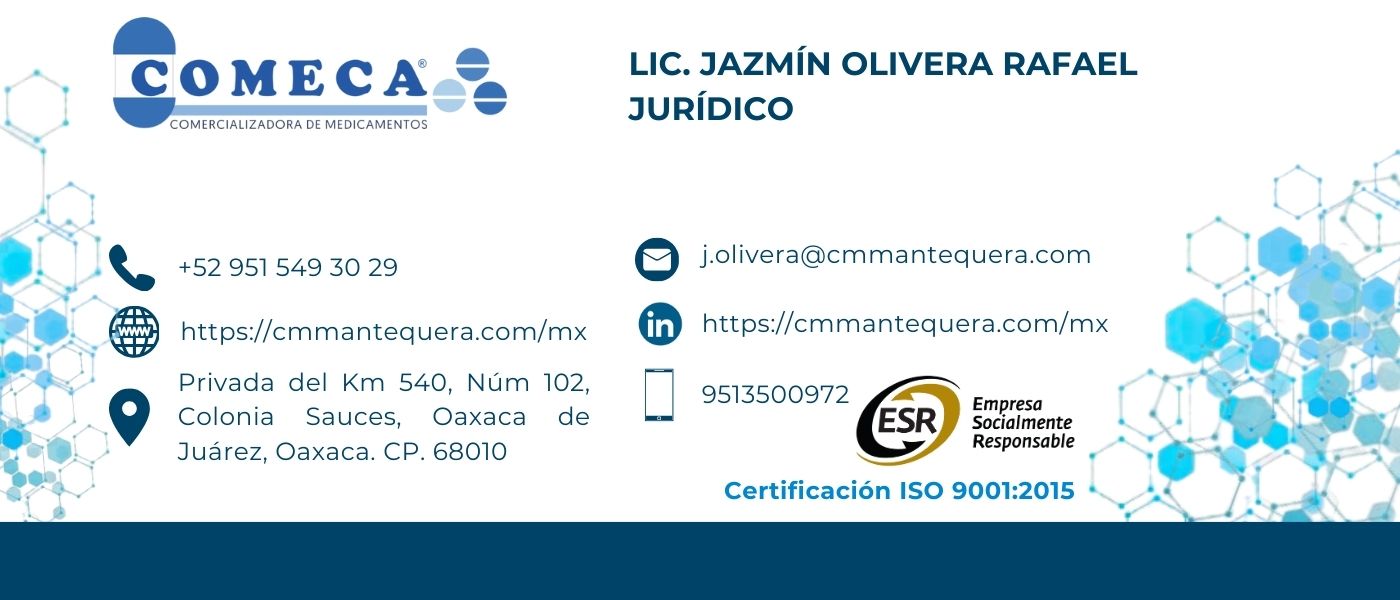 COMECA®
COMERCIALIZADORA DE MEDICAMENTOS
LIC. JAZMÍN OLIVERA RAFAEL
JURÍDICO
+52 951 549 30 29
www
https://cmmantequera.com/mx
Privada del Km 540, Núm 102,
Colonia Sauces, Oaxaca de
Juárez, Oaxaca. CP. 68010
j.olivera@cmmantequera.com
in
https://cmmantequera.com/mx
9513500972
ESR
Empresa
Socialmente
Responsable
Certificación ISO 9001:2015